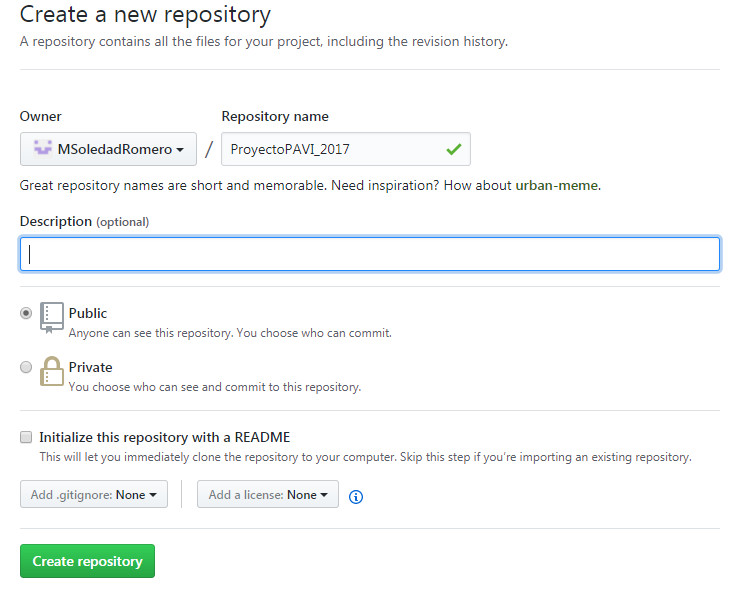 Create a new repository
A repository contains all the files for your project, including the revision history.
Owner
Repository name
MSoledadRomero / ProyectoPAVI_2017
Great repository names are short and memorable. Need inspiration? How about urban-meme.
Description (optional)
Public
Anyone can see this repository. You choose who can commit.
Private
You choose who can see and commit to this repository.
Initialize this repository with a README
This will let you immediately clone the repository to your computer. Skip this step if you're importing an existing repository.
Add .gitignore: None
Add a license: None
Create repository